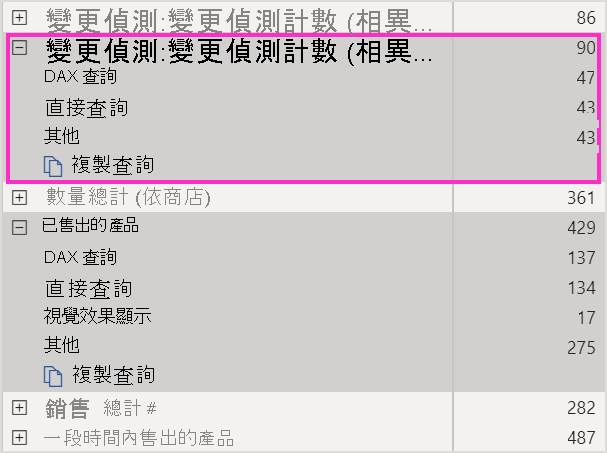 變更偵測:變更偵測計數 (相異... 86
變更偵測:變更偵測計數 (相異... 90
DAX 查詢 47
直接查詢 43
其他 43
複製查詢
數量總計 (依商店) 361
已售出的產品 429
DAX 查詢 137
直接查詢 134
視覺效果顯示 17
其他 275
複製查詢
銷售 總計 # 282
一段時間內售出的產品 487